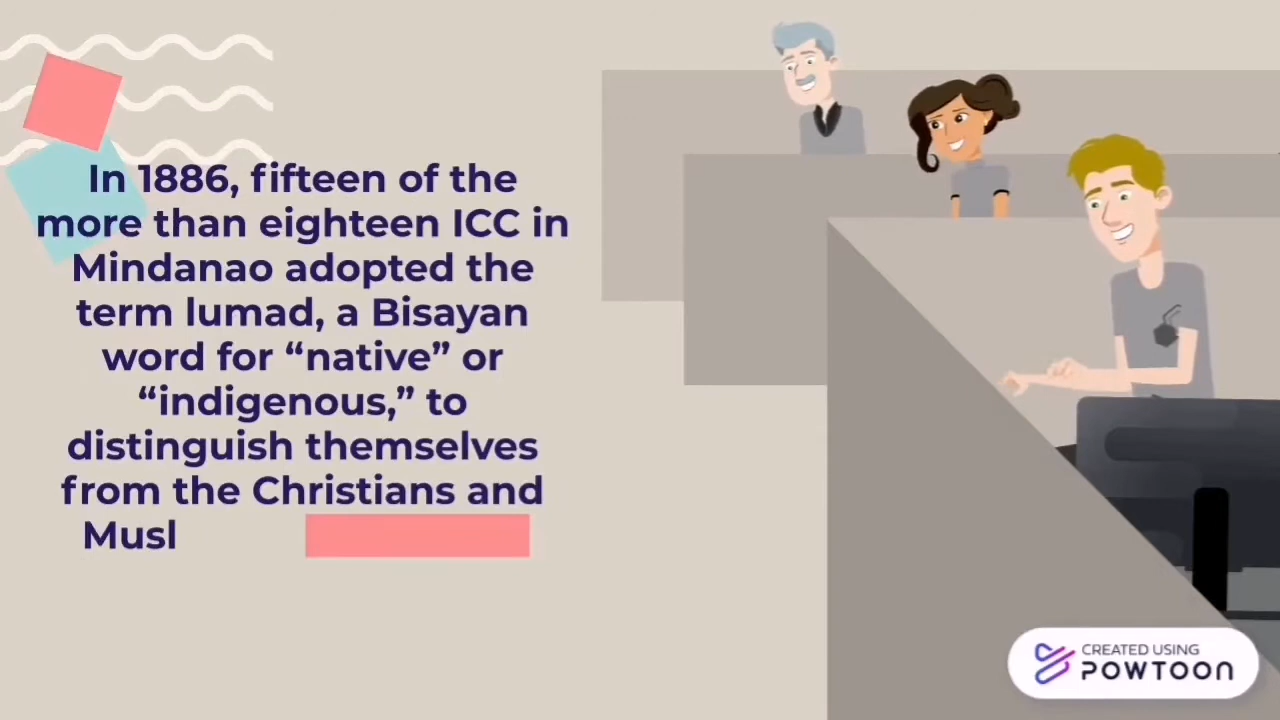 In 1886, fifteen of the
more than eighteen ICC in
Mindanao adopted the
term lumad, a Bisayan
word for “native” or
“indigenous,” to
distinguish themselves
from the Christians and
Musl
CREATED USING
POWTOON